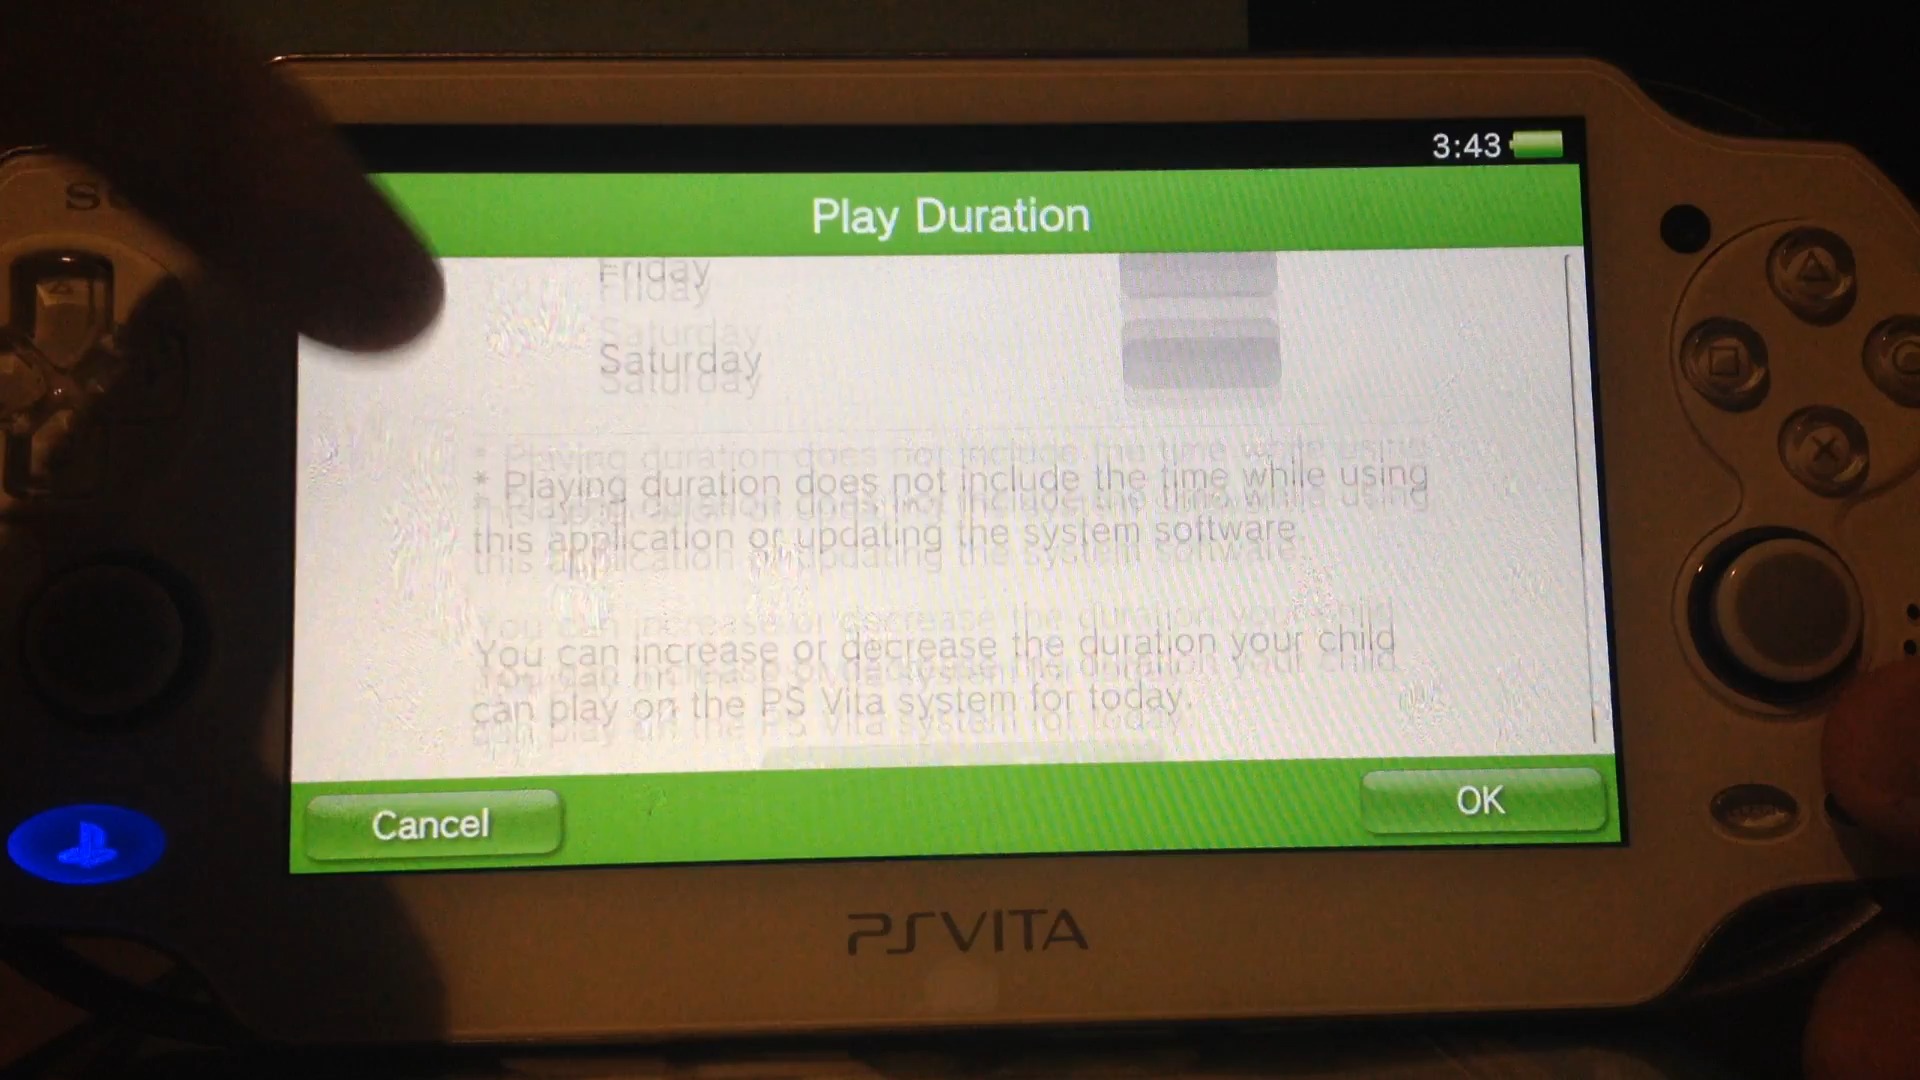 3:43
Play Duration
Friday
Saturday
* Playing duration does not include the time while using
this application or updating the system software.
You can increase or decrease the duration your child
can play on the PS Vita system for today.
Cancel
OK
PSVITA